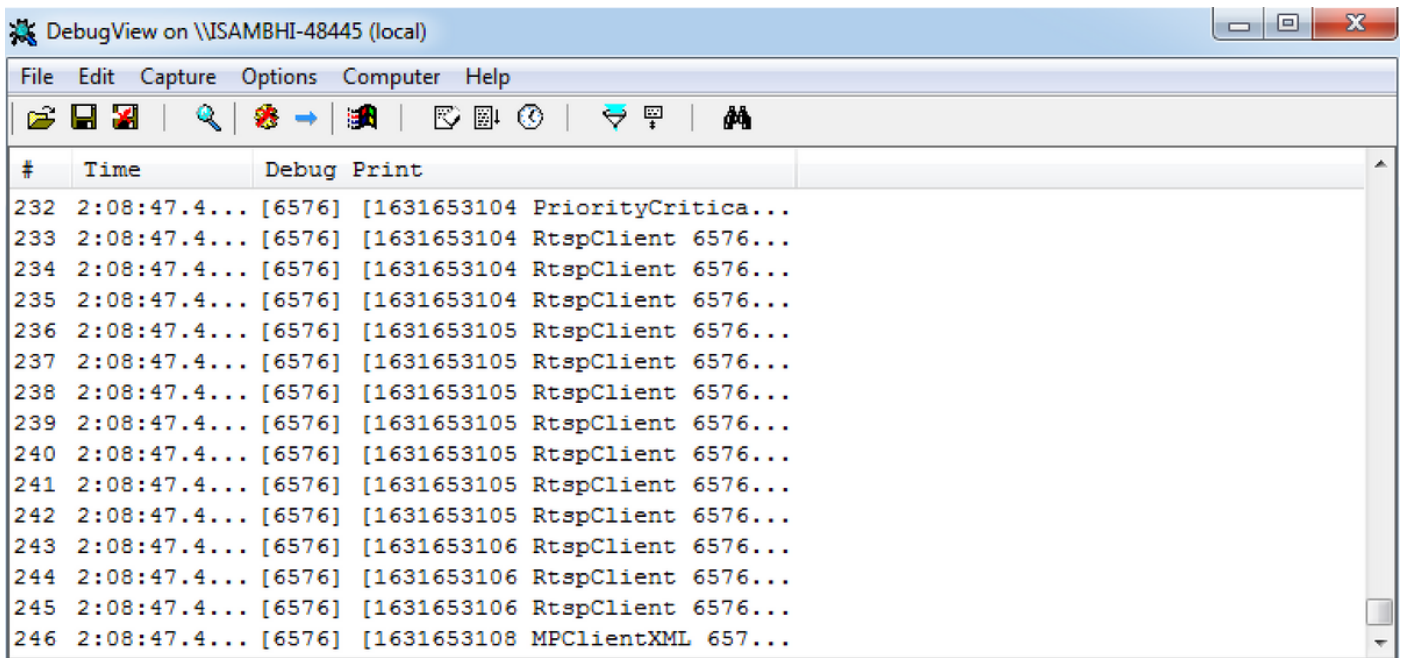 DebugView on \\ISAMBHI-48445 (local)
File Edit Capture Options Computer Help
# Time Debug Print
232 2:08:47.4... [6576] [1631653104 PriorityCritica...
233 2:08:47.4... [6576] [1631653104 RtspClient 6576...
234 2:08:47.4... [6576] [1631653104 RtspClient 6576...
235 2:08:47.4... [6576] [1631653104 RtspClient 6576...
236 2:08:47.4... [6576] [1631653105 RtspClient 6576...
237 2:08:47.4... [6576] [1631653105 RtspClient 6576...
238 2:08:47.4... [6576] [1631653105 RtspClient 6576...
239 2:08:47.4... [6576] [1631653105 RtspClient 6576...
240 2:08:47.4... [6576] [1631653105 RtspClient 6576...
241 2:08:47.4... [6576] [1631653105 RtspClient 6576...
242 2:08:47.4... [6576] [1631653105 RtspClient 6576...
243 2:08:47.4... [6576] [1631653106 RtspClient 6576...
244 2:08:47.4... [6576] [1631653106 RtspClient 6576...
245 2:08:47.4... [6576] [1631653106 RtspClient 6576...
246 2:08:47.4... [6576] [1631653108 MPClientXML 657...